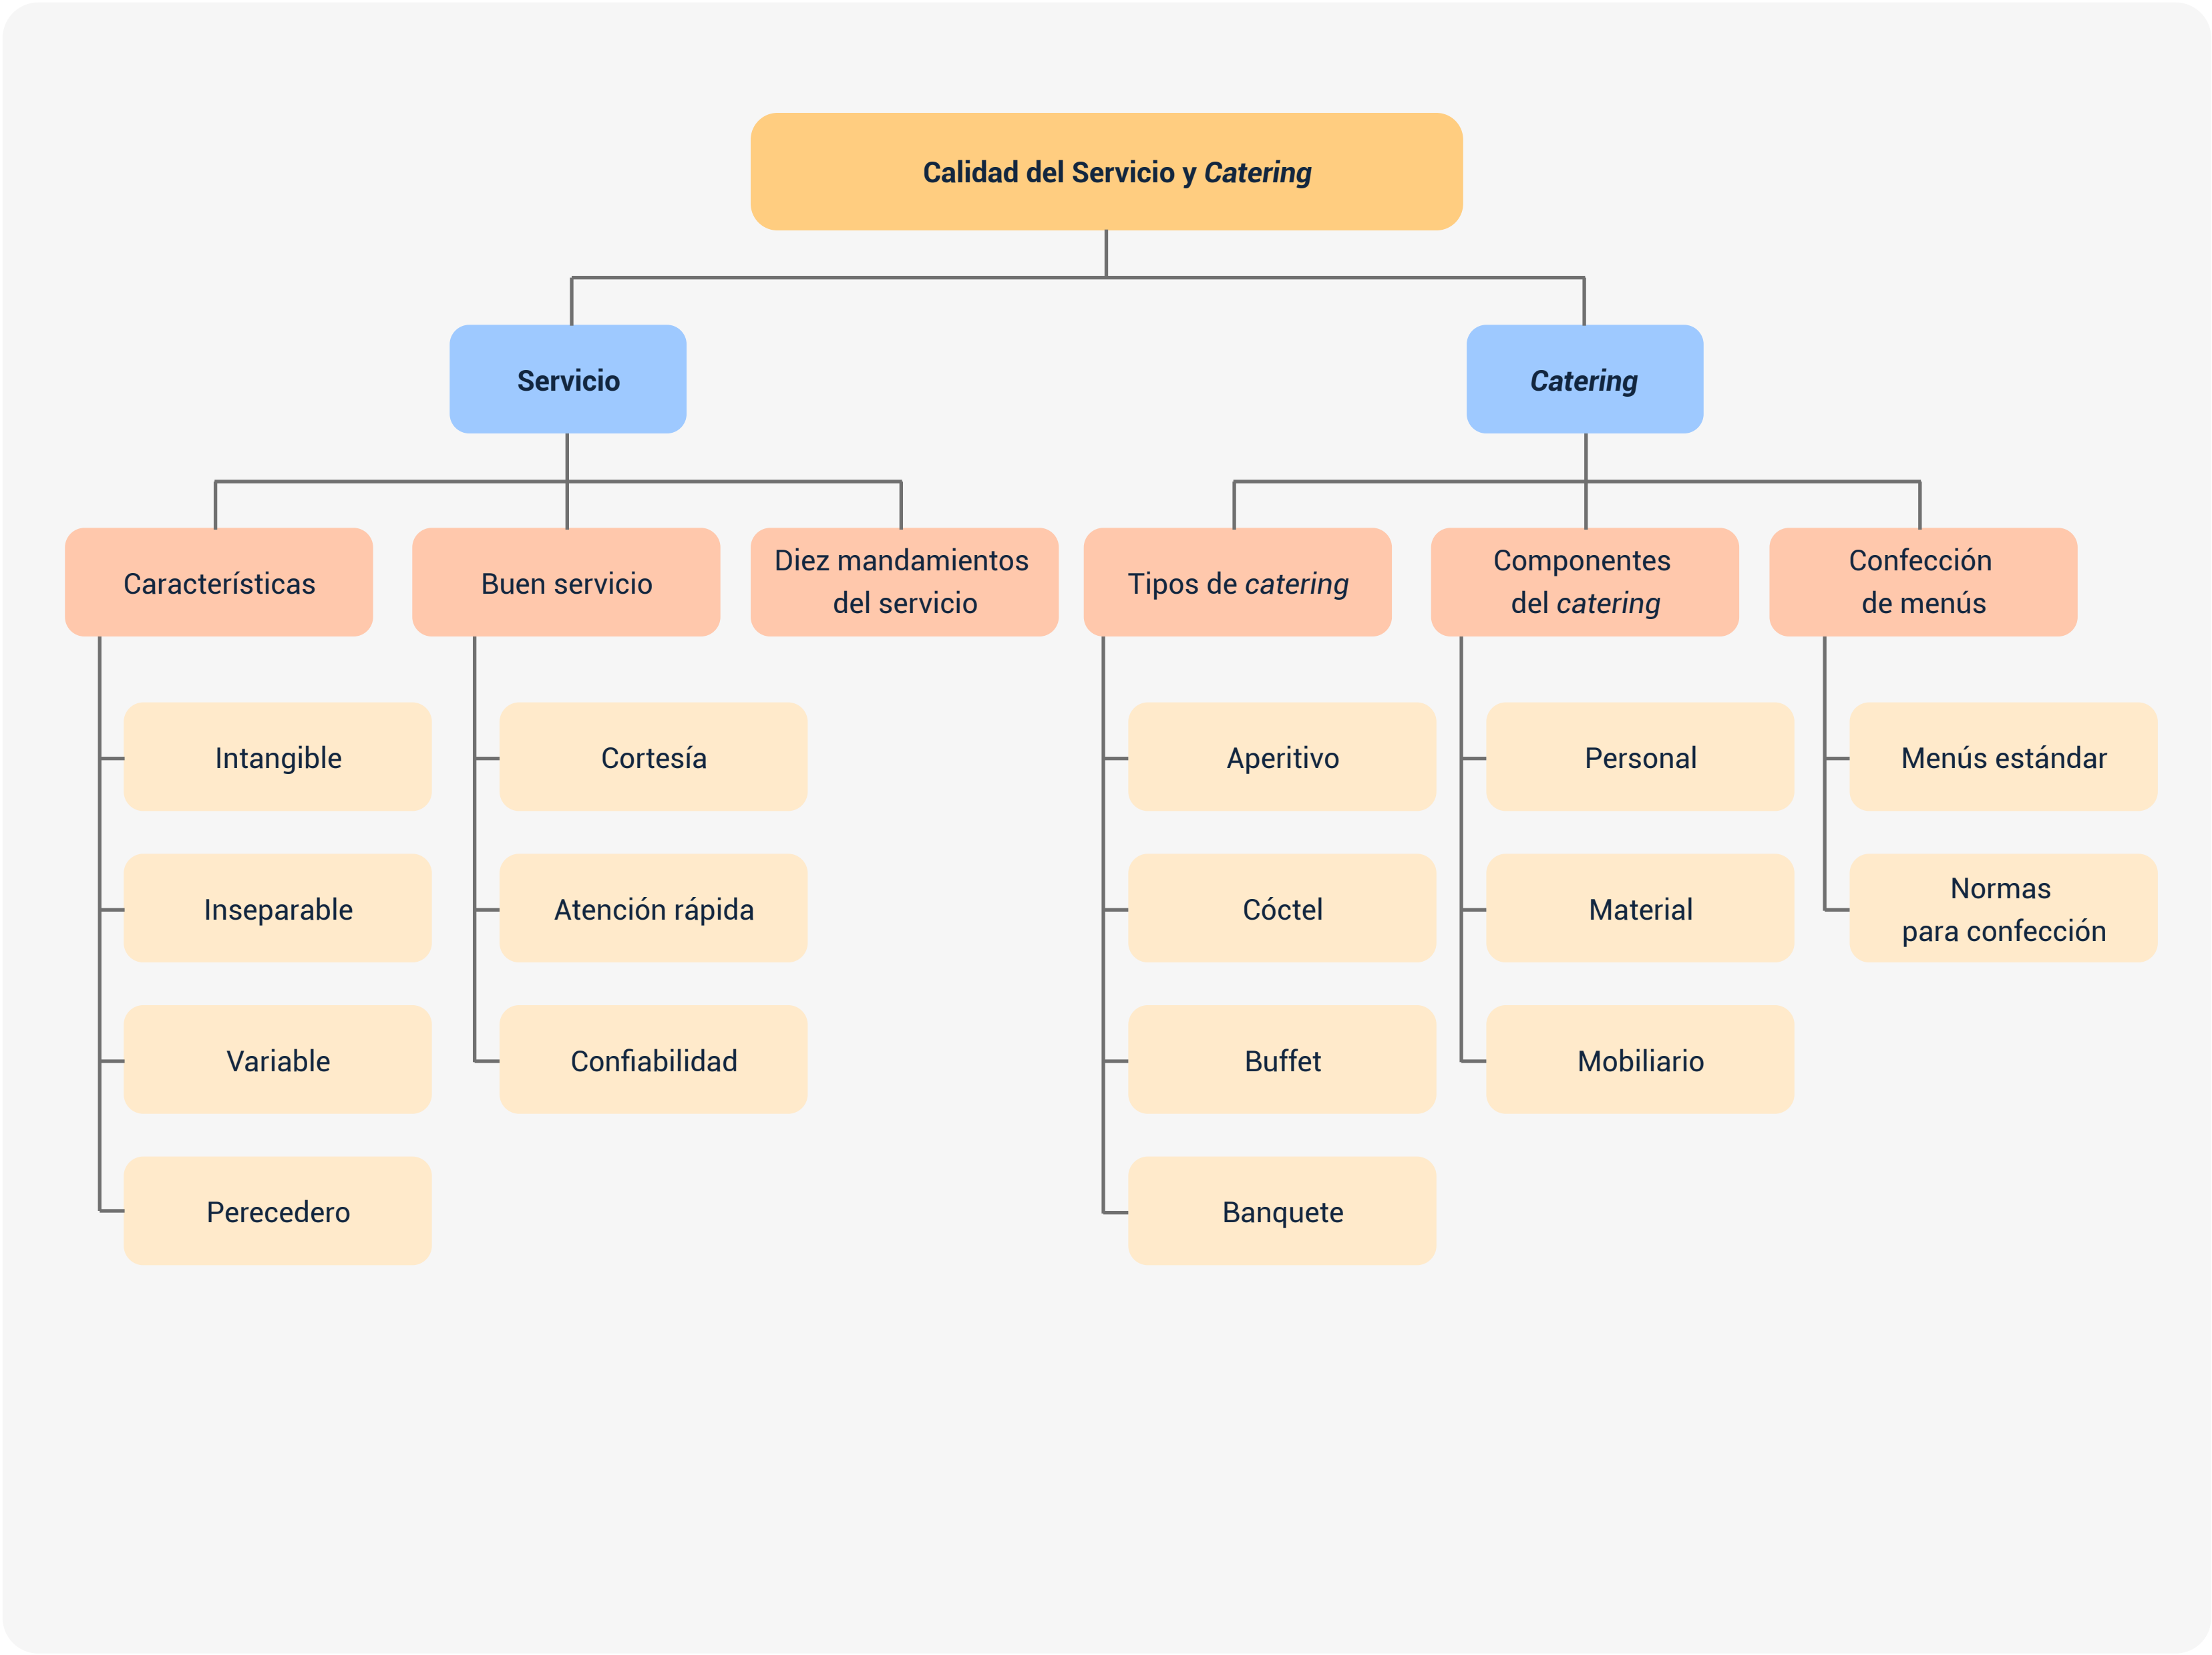 Calidad del Servicio y Catering
Servicio
Catering
Características
Buen servicio
Diez mandamientos
del servicio
Tipos de catering
Componentes
del catering
Confección
de menús
Intangible
Cortesía
Aperitivo
Personal
Menús estándar
Inseparable
Atención rápida
Cóctel
Material
Normas
para confección
Variable
Confiabilidad
Buffet
Mobiliario
Perecedero
Banquete